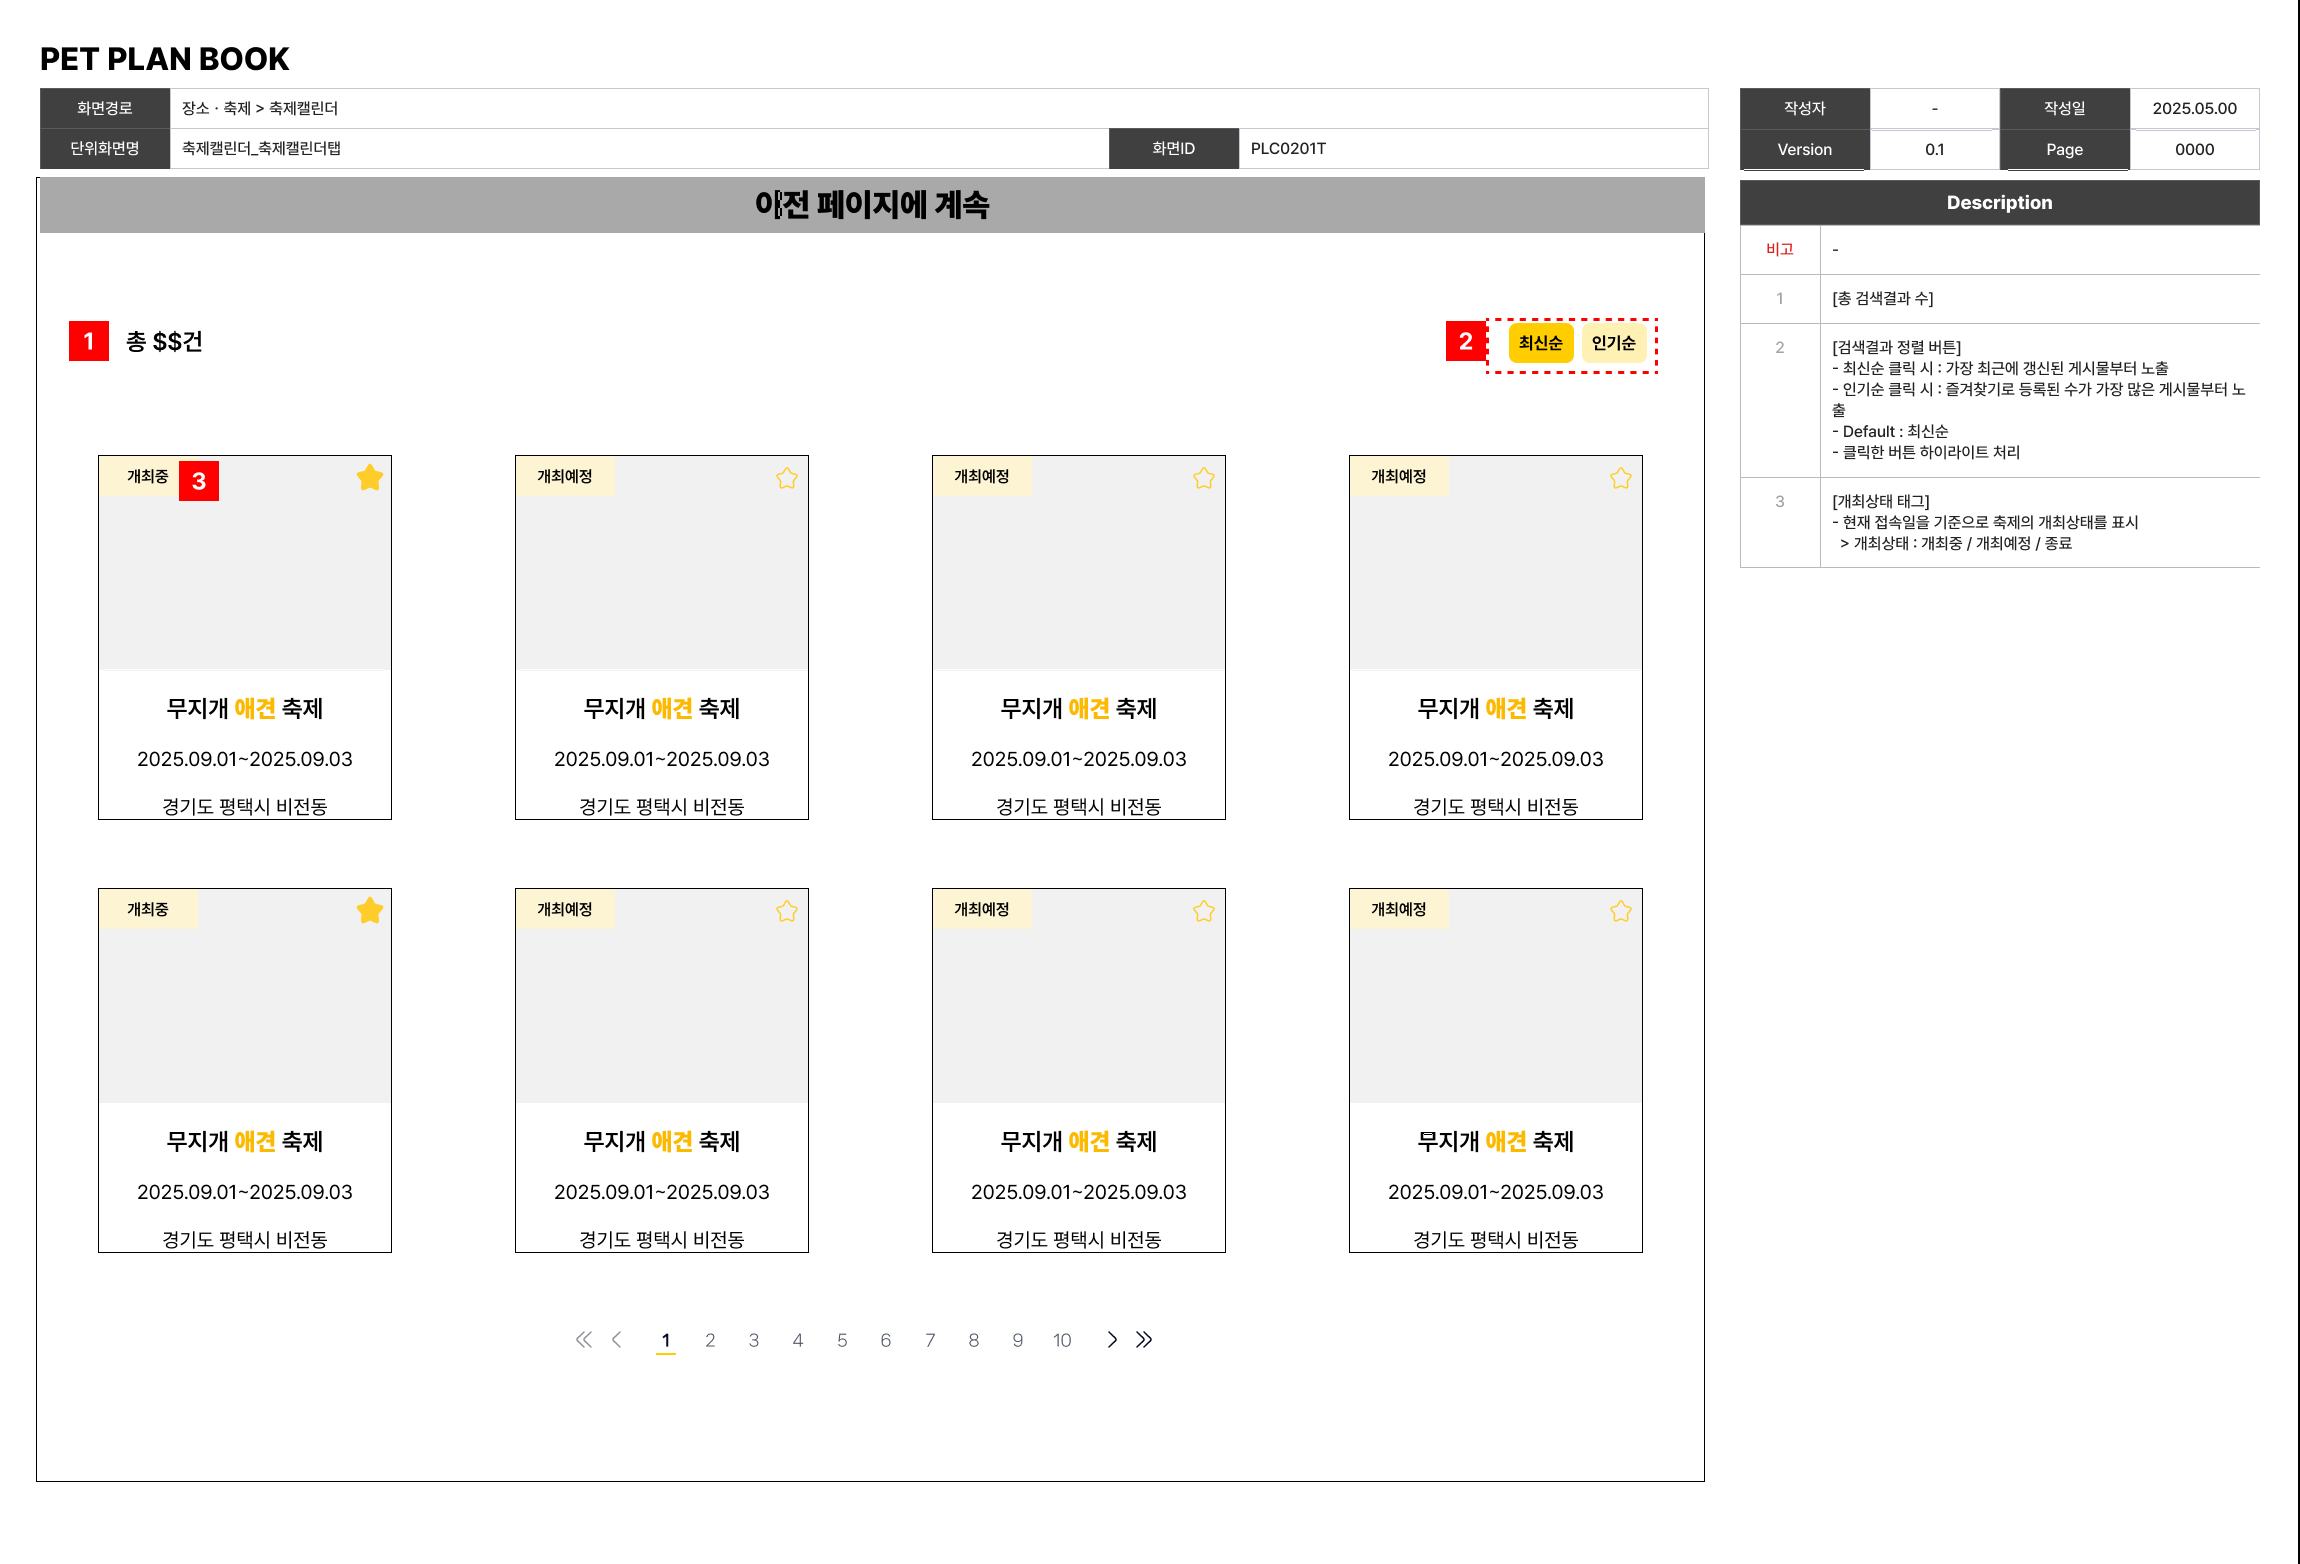 PET PLAN BOOK
화면경로 장소 · 축제 > 축제캘린더
단위화면명 축제캘린더_축제캘린더탭 화면ID PLC0201T
작성자 - 작성일 2025.05.00
Version 0.1 Page 0000
이전 페이지에 계속
1 총 $$건
2 최신순 인기순
개최중 3 개최예정 개최예정 개최예정
무지개 애견 축제 무지개 애견 축제 무지개 애견 축제 무지개 애견 축제
2025.09.01~2025.09.03 2025.09.01~2025.09.03 2025.09.01~2025.09.03 2025.09.01~2025.09.03
경기도 평택시 비전동 경기도 평택시 비전동 경기도 평택시 비전동 경기도 평택시 비전동
개최중 개최예정 개최예정 개최예정
무지개 애견 축제 무지개 애견 축제 무지개 애견 축제 무지개 애견 축제
2025.09.01~2025.09.03 2025.09.01~2025.09.03 2025.09.01~2025.09.03 2025.09.01~2025.09.03
경기도 평택시 비전동 경기도 평택시 비전동 경기도 평택시 비전동 경기도 평택시 비전동
1 2 3 4 5 6 7 8 9 10
Description
비고 -
1 [총 검색결과 수]
2 [검색결과 정렬 버튼]
- 최신순 클릭 시 : 가장 최근에 갱신된 게시물부터 노출
- 인기순 클릭 시 : 즐겨찾기로 등록된 수가 가장 많은 게시물부터 노
출
- Default : 최신순
- 클릭한 버튼 하이라이트 처리
3 [개최상태 태그]
- 현재 접속일을 기준으로 축제의 개최상태를 표시
> 개최상태 : 개최중 / 개최예정 / 종료